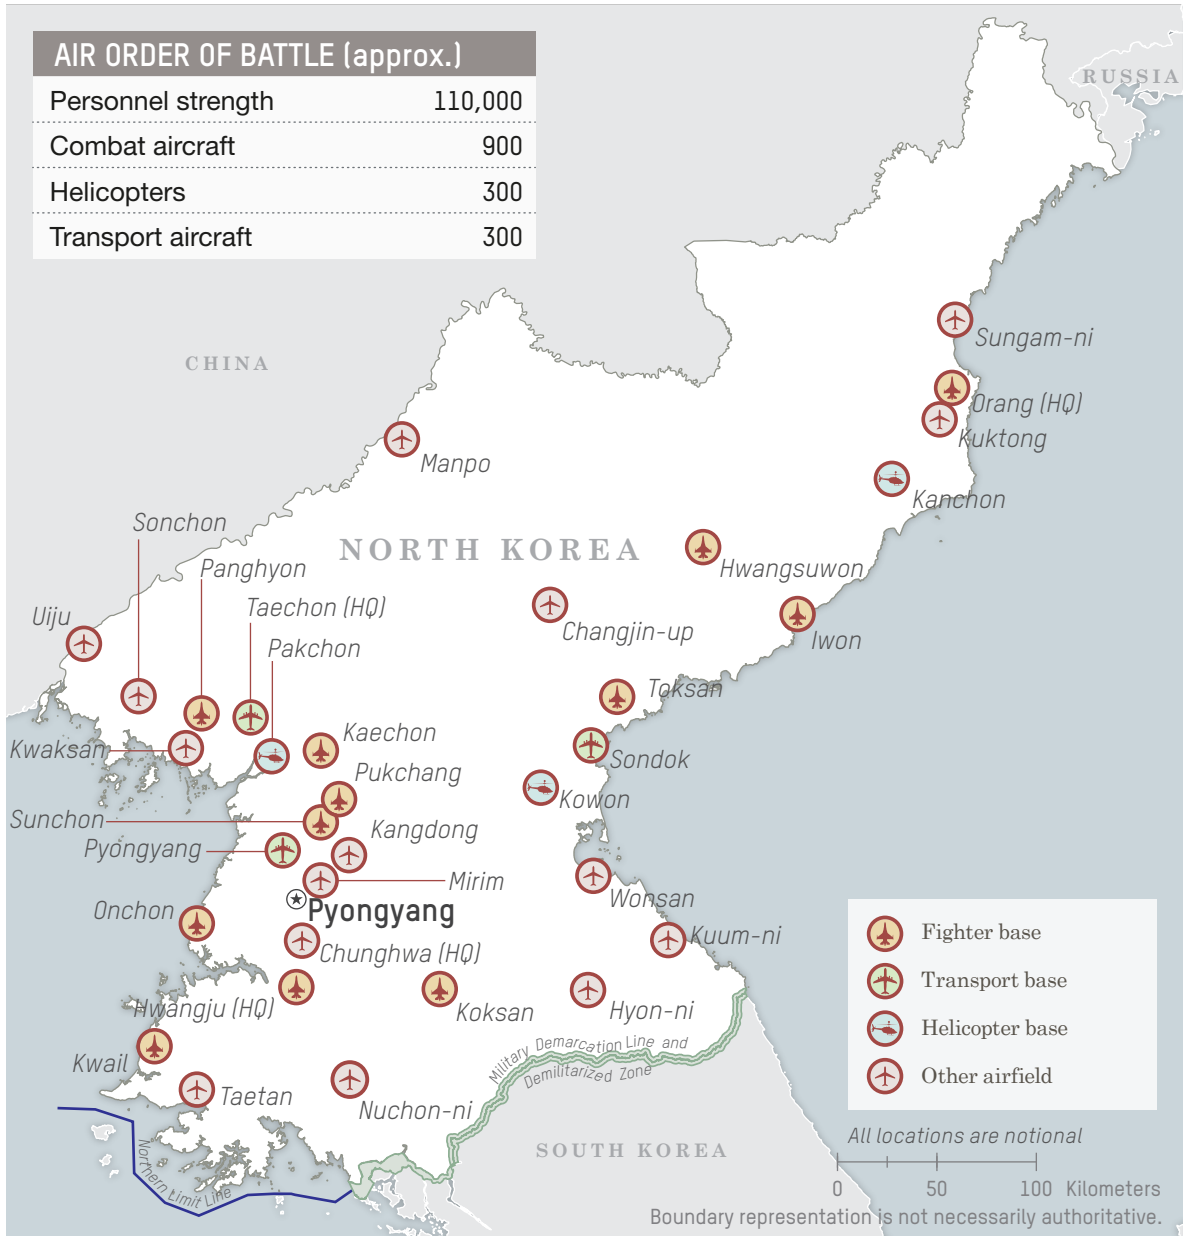 AIR ORDER OF BATTLE (approx.)
Personnel strength 110,000
Combat aircraft 900
Helicopters 300
Transport aircraft 300
RUSSIA
CHINA
NORTH KOREA
SOUTH KOREA
Sungam-ni
Orang (HQ)
Kuktong
Kanchon
Manpo
Sonchon
Panghyon
Taechon (HQ)
Pakchon
Uiju
Hwangsuwon
Changjin-up
Iwon
Toksan
Kwaksan
Kaechon
Sondok
Pukchang
Kowon
Sunchon
Kangdong
Pyongyang
Mirim
Wonsan
Onchon
Pyongyang
Kuum-ni
Chunghwa (HQ)
Hwangju (HQ)
Koksan
Hyon-ni
Kwail
Taetan
Nuchon-ni
Military Demarcation Line and
Demilitarized Zone
Northern Limit Line
Fighter base
Transport base
Helicopter base
Other airfield
All locations are notional
0 50 100 Kilometers
Boundary representation is not necessarily authoritative.